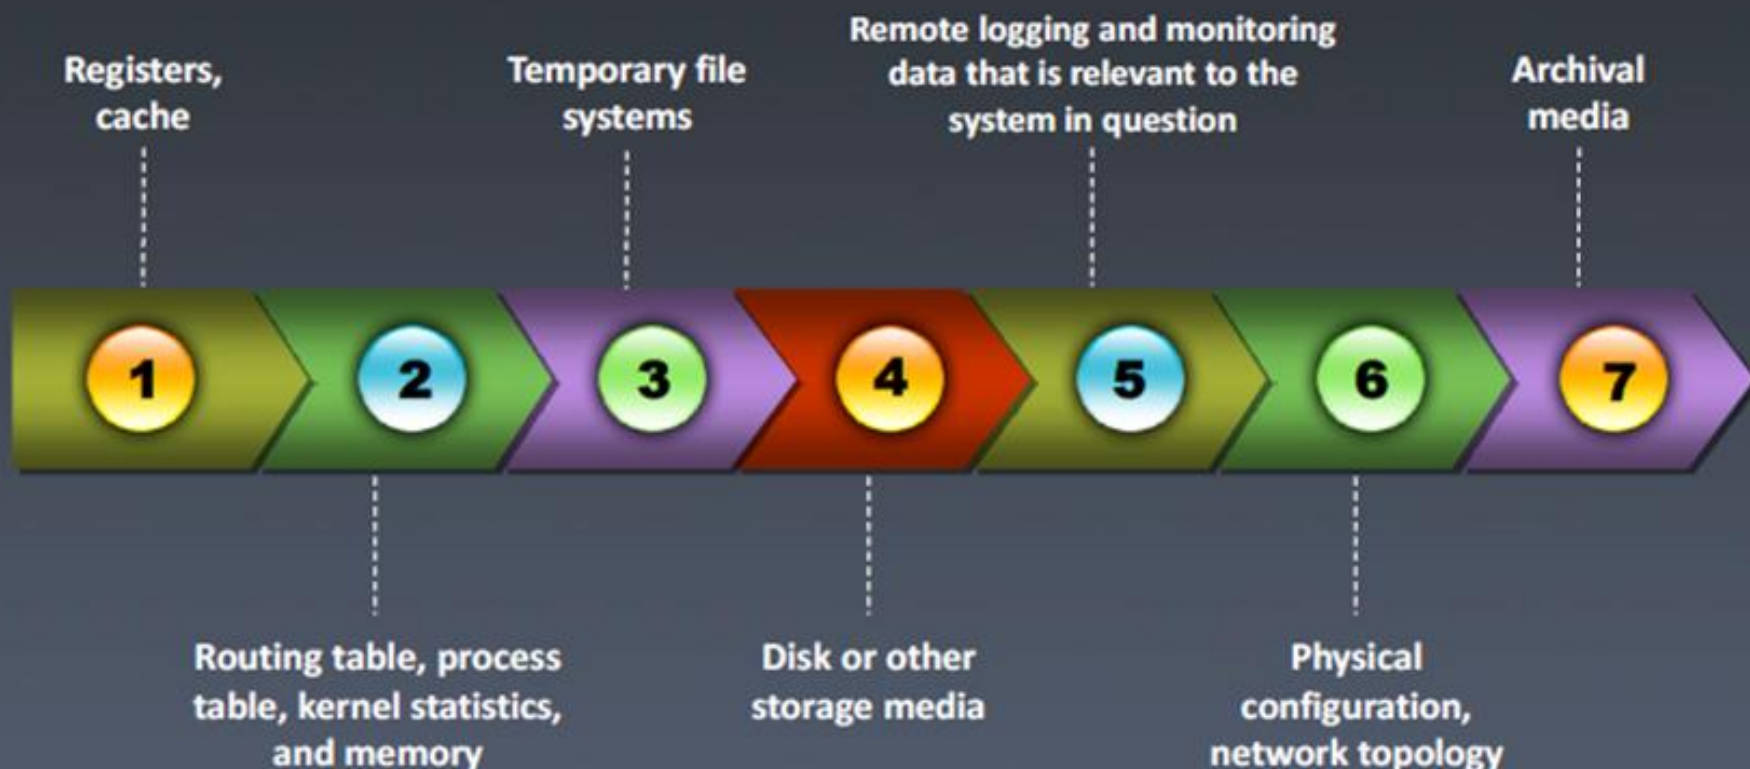 Registers,
cache
Temporary file
systems
Remote logging and monitoring
data that is relevant to the
system in question
Archival
media
1
2
3
4
5
6
7
Routing table, process
table, kernel statistics,
and memory
Disk or other
storage media
Physical
configuration,
network topology